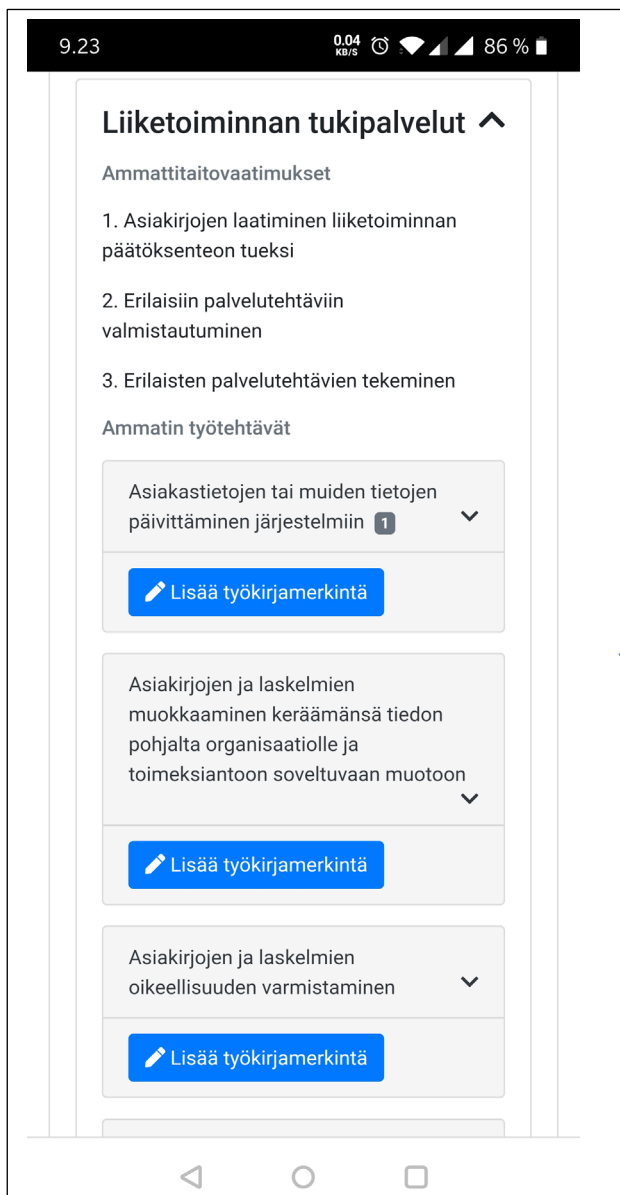 9.23
0.04
KB/S
86 %
Liiketoiminnan tukipalvelut
Ammattitaitovaatimukset
1. Asiakirjojen laatiminen liiketoiminnan
päätöksenteon tueksi
2. Erilaisiin palvelutehtäviin
valmistautuminen
3. Erilaisten palvelutehtävien tekeminen
Ammatin työtehtävät
Asiakastietojen tai muiden tietojen
päivittäminen järjestelmiin 1
Lisää työkirjamerkintä
Asiakirjojen ja laskelmien
muokkaaminen keräämänsä tiedon
pohjalta organisaatiolle ja
toimeksiantoon soveltuvaan muotoon
Lisää työkirjamerkintä
Asiakirjojen ja laskelmien
oikeellisuuden varmistaminen
Lisää työkirjamerkintä